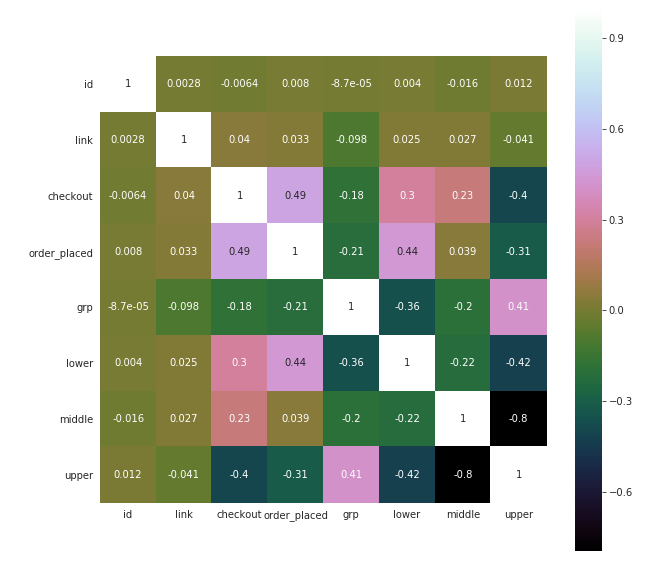 0.9
id 1 0.0028 -0.0064 0.008 -8.7e-05 0.004 -0.016 0.012
link 0.0028 1 0.04 0.033 -0.098 0.025 0.027 -0.041
0.6
checkout -0.0064 0.04 1 0.49 -0.18 0.3 0.23 -0.4
0.3
order_placed 0.008 0.033 0.49 1 -0.21 0.44 0.039 -0.31
grp -8.7e-05 -0.098 -0.18 -0.21 1 -0.36 -0.2 0.41
0.0
lower 0.004 0.025 0.3 0.44 -0.36 1 -0.22 -0.42
−0.3
middle -0.016 0.027 0.23 0.039 -0.2 -0.22 1 -0.8
upper 0.012 -0.041 -0.4 -0.31 0.41 -0.42 -0.8 1
−0.6
id link checkout order_placed grp lower middle upper